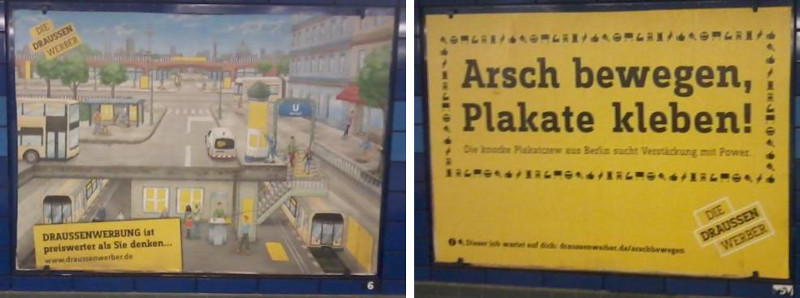 DIE
DRAUSSEN
WERBER
U
DRAUSSENWERBUNG ist
preiswerter als Sie denken...
www.draussenwerber.de
6
Arsch bewegen,
Plakate kleben!
Die knorke Plakatcrew aus Berlin sucht Verstärkung mit Power.
DIE
DRAUSSEN
WERBER
Dieser Job wartet auf dich: draussenwerber.de/arschbewegen